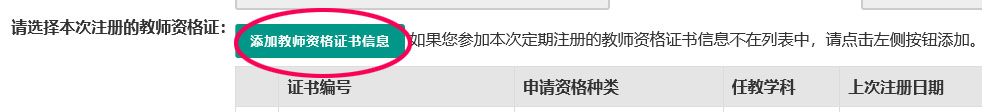 请选择本次注册的教师资格证：
添加教师资格证书信息 如果您参加本次定期注册的教师资格证书信息不在列表中，请点击左侧按钮添加。
证书编号 申请资格种类 任教学科 上次注册日期